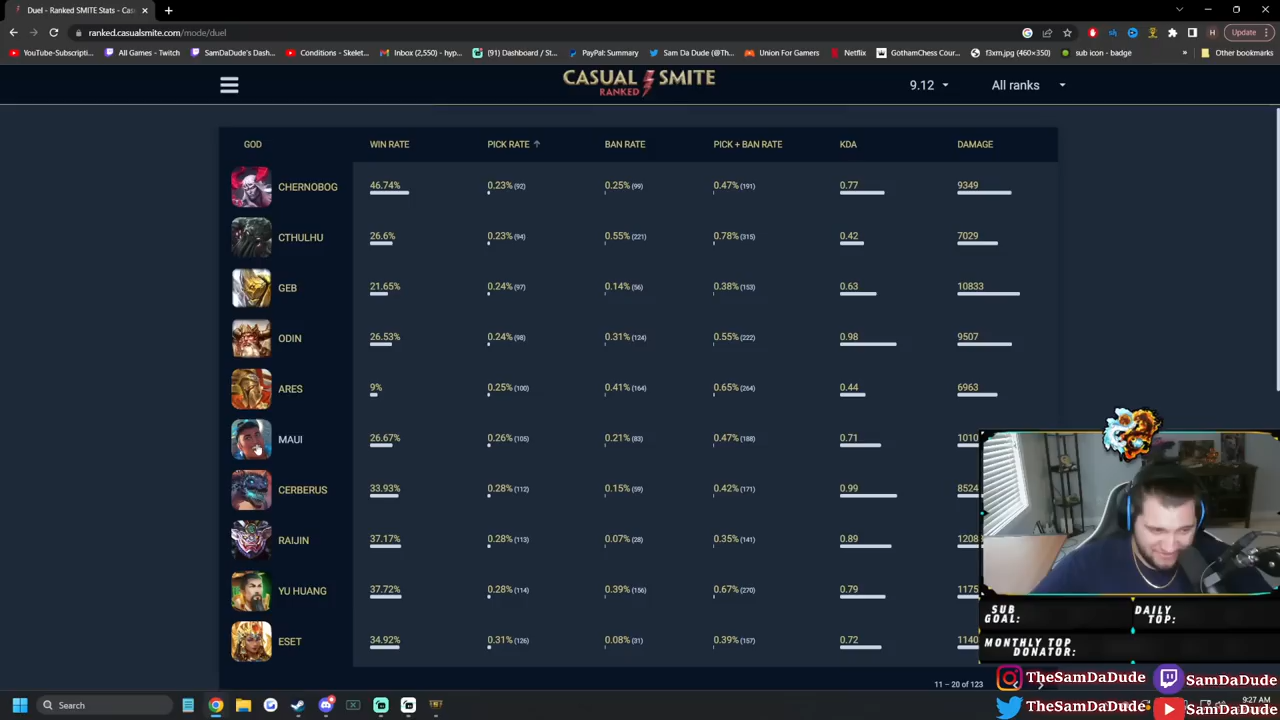 Duel - Ranked SMITE Stats - Cas
ranked.casualsmite.com/mode/duel
Update
YouTube-Subscripti...
All Games - Twitch
SamDaDude's Dash...
Conditions - Skelet...
Inbox (2,550) - hyp...
(91) Dashboard / St...
PayPal: Summary
Sam Da Dude (@Th...
Union For Gamers
Netflix
GothamChess Cour...
f3xm.jpg (460×350)
sub icon - badge
Other bookmarks
CASUAL SMITE
RANKED
9.12
All ranks
GOD WIN RATE PICK RATE BAN RATE PICK + BAN RATE KDA DAMAGE
CHERNOBOG 46.74% 0.23% (92) 0.25% (99) 0.47% (191) 0.77 9349
CTHULHU 26.6% 0.23% (94) 0.55% (221) 0.78% (315) 0.42 7029
GEB 21.65% 0.24% (97) 0.14% (56) 0.38% (153) 0.63 10833
ODIN 26.53% 0.24% (98) 0.31% (124) 0.55% (222) 0.98 9507
ARES 9% 0.25% (100) 0.41% (164) 0.65% (264) 0.44 6963
MAUI 26.67% 0.26% (105) 0.21% (83) 0.47% (188) 0.71 1010
CERBERUS 33.93% 0.28% (112) 0.15% (59) 0.42% (171) 0.99 8524
RAIJIN 37.17% 0.28% (113) 0.07% (28) 0.35% (141) 0.89 1208
YU HUANG 37.72% 0.28% (114) 0.39% (156) 0.67% (270) 0.79 1175
ESET 34.92% 0.31% (126) 0.08% (31) 0.39% (157) 0.72 1140
11 – 20 of 123
SUB GOAL:
DAILY TOP:
MONTHLY TOP DONATOR:
TheSamDaDude
SamDaDude
TheSamDaDude
SamDaDude
Search
9:27 AM